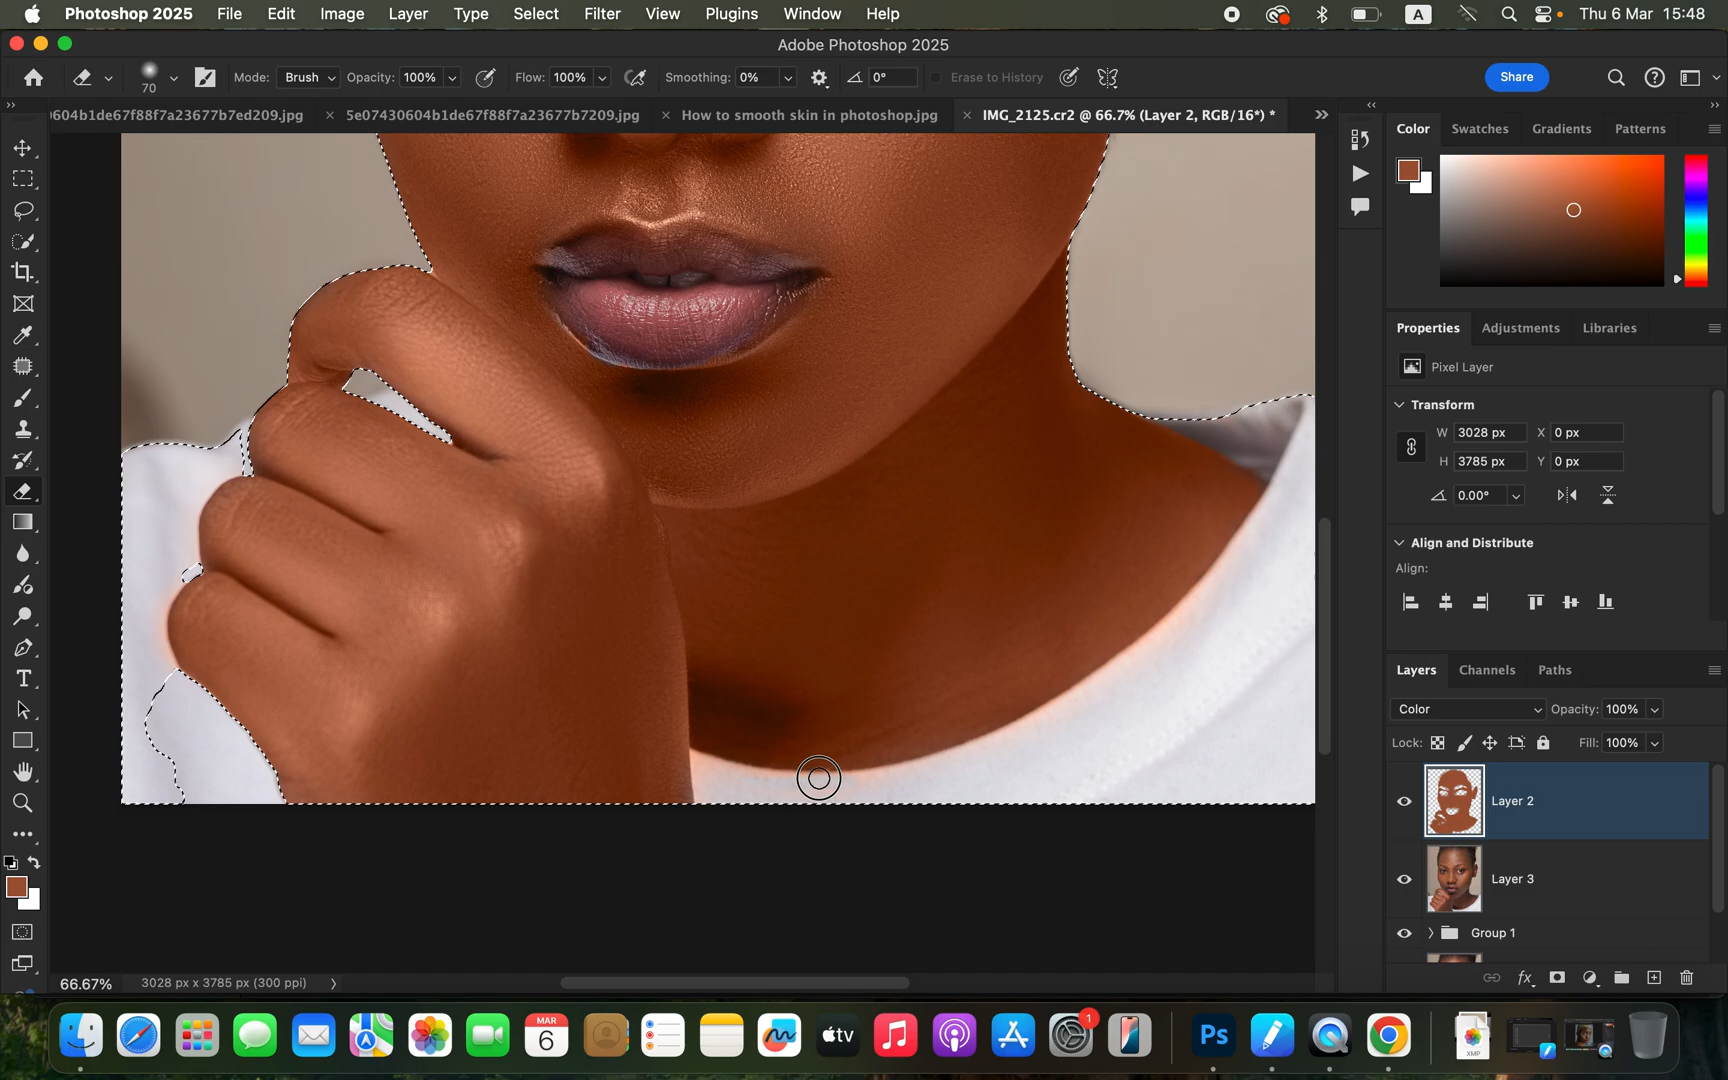 Photoshop 2025 File Edit Image Layer Type Select Filter View Plugins Window Help A Thu 6 Mar 15:48
Adobe Photoshop 2025
70 Mode: Brush Opacity: 100% Flow: 100% Smoothing: 0% 0° Erase to History Share
604b1de67f88f7a23677b7ed209.jpg × 5e07430604b1de67f88f7a23677b7209.jpg × How to smooth skin in photoshop.jpg × IMG_2125.cr2 @ 66.7% (Layer 2, RGB/16*) *
Color Swatches Gradients Patterns
Properties Adjustments Libraries
Pixel Layer
Transform
W 3028 px X 0 px
H 3785 px Y 0 px
0.00°
Align and Distribute
Align:
Layers Channels Paths
Color Opacity: 100%
Lock: Fill: 100%
Layer 2
Layer 3
Group 1
fx
66.67% 3028 px x 3785 px (300 ppi)
MAR
6
tv
1
Ps
XMP